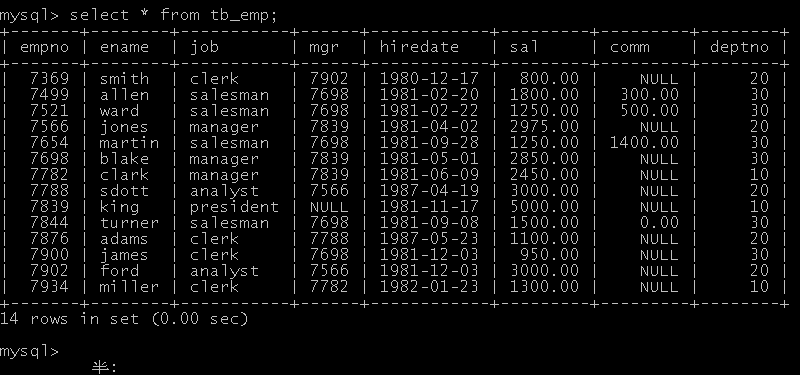 mysql> select * from tb_emp;
+-------+--------+-----------+------+------------+---------+---------+--------+
| empno | ename | job | mgr | hiredate | sal | comm | deptno |
+-------+--------+-----------+------+------------+---------+---------+--------+
| 7369 | smith | clerk | 7902 | 1980-12-17 | 800.00 | NULL | 20 |
| 7499 | allen | salesman | 7698 | 1981-02-20 | 1800.00 | 300.00 | 30 |
| 7521 | ward | salesman | 7698 | 1981-02-22 | 1250.00 | 500.00 | 30 |
| 7566 | jones | manager | 7839 | 1981-04-02 | 2975.00 | NULL | 20 |
| 7654 | martin | salesman | 7698 | 1981-09-28 | 1250.00 | 1400.00 | 30 |
| 7698 | blake | manager | 7839 | 1981-05-01 | 2850.00 | NULL | 30 |
| 7782 | clark | manager | 7839 | 1981-06-09 | 2450.00 | NULL | 10 |
| 7788 | sdott | analyst | 7566 | 1987-04-19 | 3000.00 | NULL | 20 |
| 7839 | king | president | NULL | 1981-11-17 | 5000.00 | NULL | 10 |
| 7844 | turner | salesman | 7698 | 1981-09-08 | 1500.00 | 0.00 | 30 |
| 7876 | adams | clerk | 7788 | 1987-05-23 | 1100.00 | NULL | 20 |
| 7900 | james | clerk | 7698 | 1981-12-03 | 950.00 | NULL | 30 |
| 7902 | ford | analyst | 7566 | 1981-12-03 | 3000.00 | NULL | 20 |
| 7934 | miller | clerk | 7782 | 1982-01-23 | 1300.00 | NULL | 10 |
+-------+--------+-----------+------+------------+---------+---------+--------+
14 rows in set (0.00 sec)
mysql>
半: